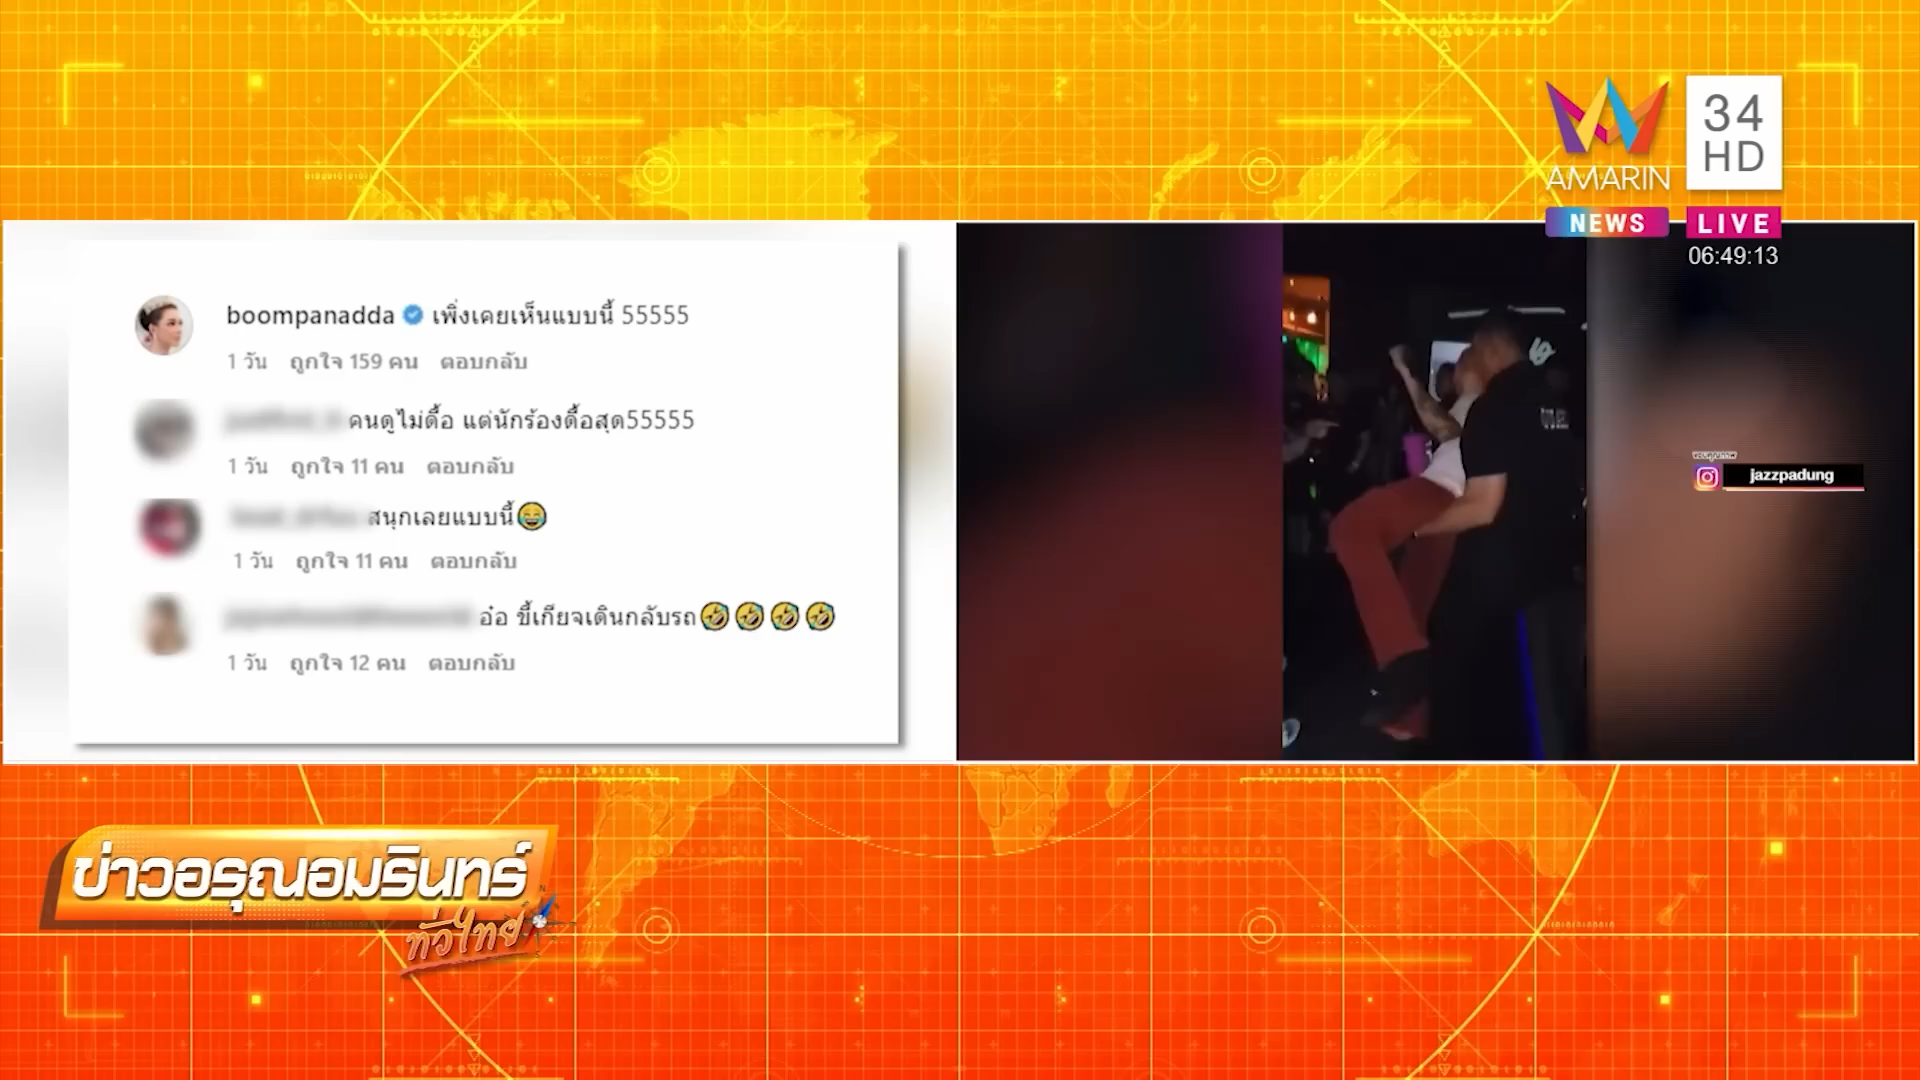 AMARIN
34
HD
NEWS
LIVE
06:49:13
boompanadda เพิ่งเคยเห็นแบบนี้ 55555
1 วัน ถูกใจ 159 คน ตอบกลับ
คนดูไม่ดื้อ แต่นักร้องดื้อสุด55555
1 วัน ถูกใจ 11 คน ตอบกลับ
สนุกเลยแบบนี้😂
1 วัน ถูกใจ 11 คน ตอบกลับ
อ๋อ ขี้เกียจเดินกลับรถ🤣🤣🤣🤣
1 วัน ถูกใจ 12 คน ตอบกลับ
ขอบคุณภาพ
jazzpadung
ข่าวอรุณอมรินทร์
ทั่วไทย